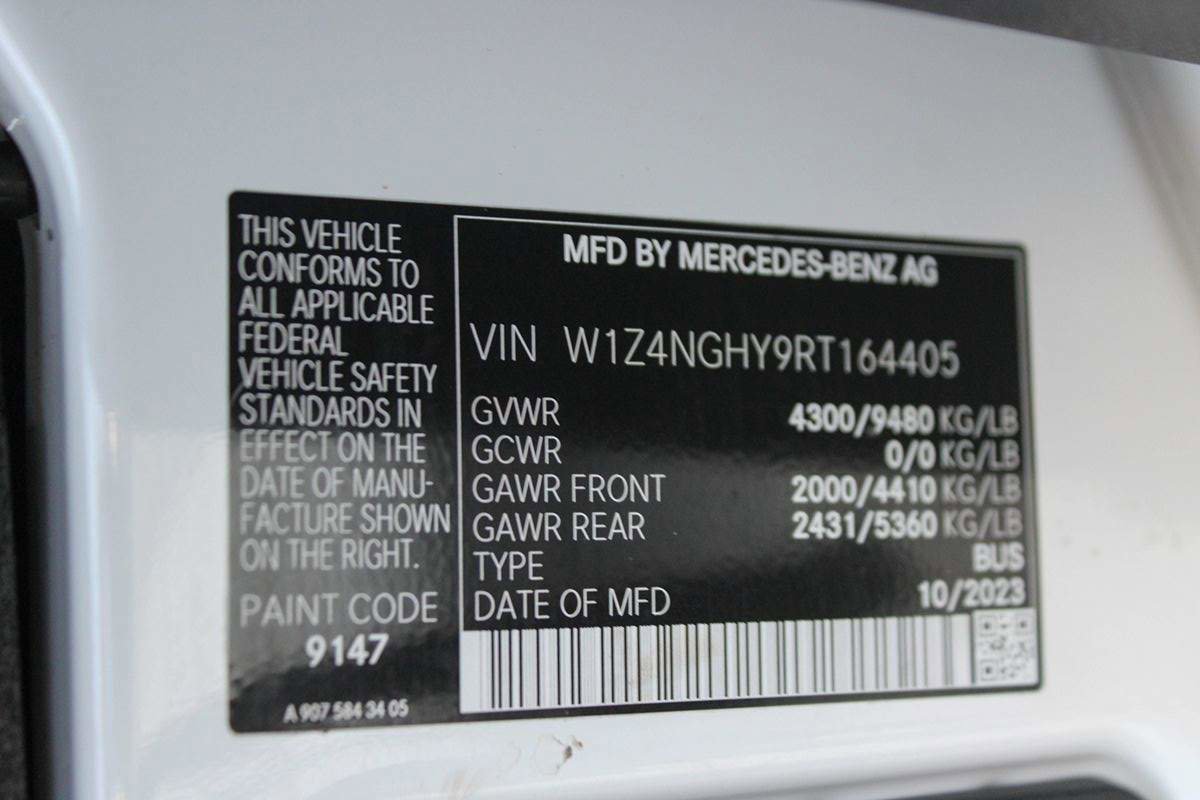 THIS VEHICLE
CONFORMS TO
ALL APPLICABLE
FEDERAL
VEHICLE SAFETY
STANDARDS IN
EFFECT ON THE
DATE OF MANU-
FACTURE SHOWN
ON THE RIGHT.
PAINT CODE
9147
A 907 584 34 05
MFD BY MERCEDES-BENZ AG
VIN W1Z4NGHY9RT164405
GVWR 4300/9480 KG/LB
GCWR 0/0 KG/LB
GAWR FRONT 2000/4410 KG/LB
GAWR REAR 2431/5360 KG/LB
TYPE BUS
DATE OF MFD 10/2023